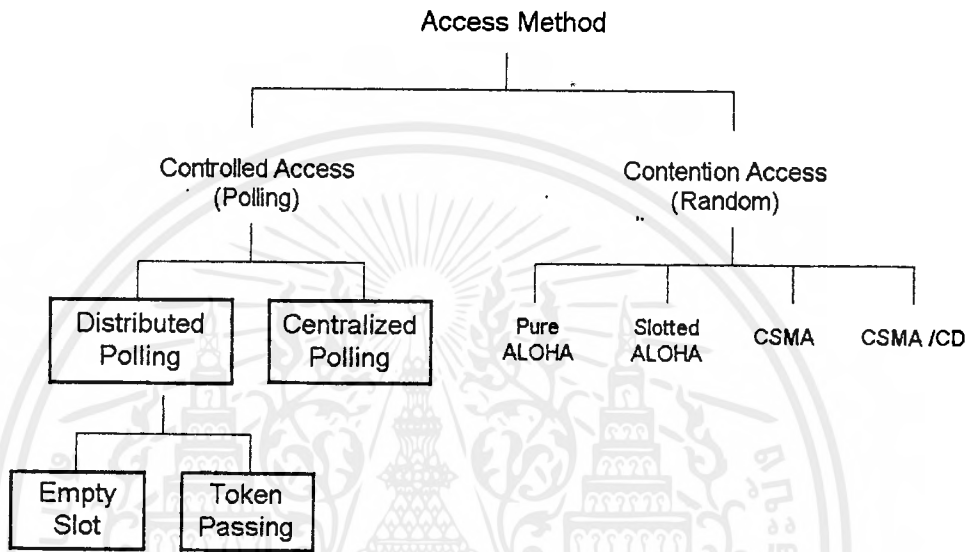 Access Method
Controlled Access
(Polling)
Contention Access
(Random)
Distributed
Polling
Centralized
Polling
Pure
ALOHA
Slotted
ALOHA
CSMA
CSMA /CD
Empty
Slot
Token
Passing